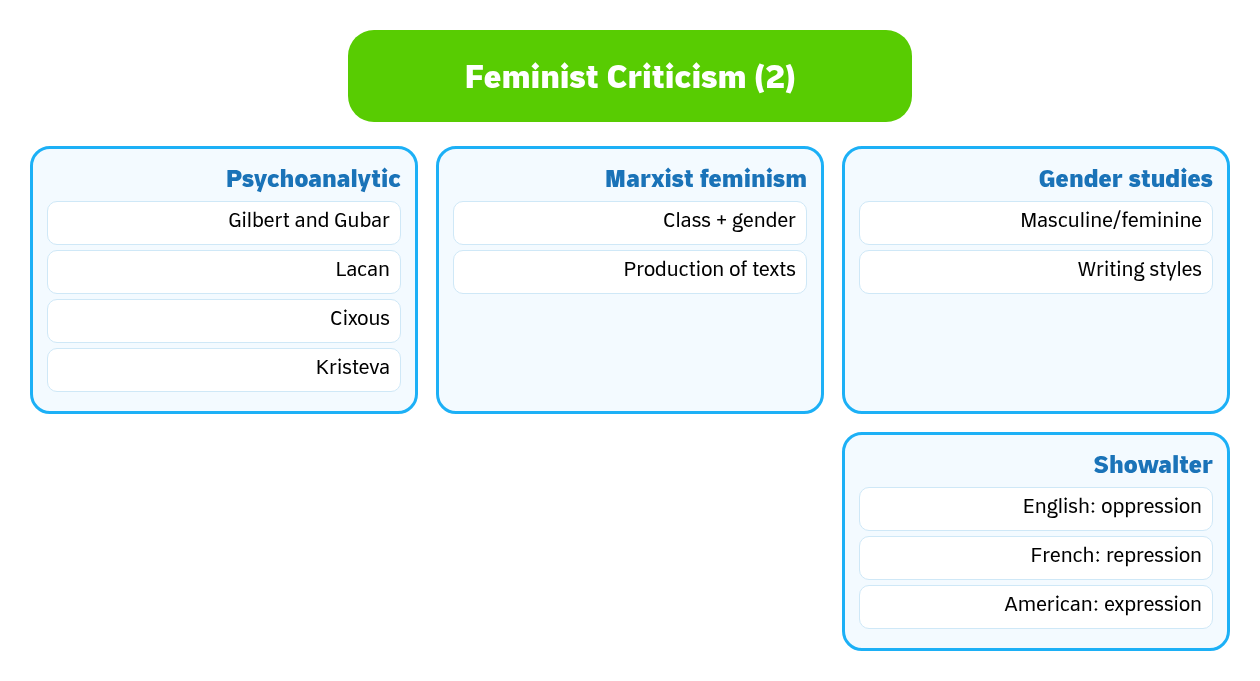 Feminist Criticism (2)
Gender studies
Masculine/feminine
Writing styles
Marxist feminism
Class + gender
Production of texts
Psychoanalytic
Gilbert and Gubar
Lacan
Cixous
Kristeva
Showalter
English: oppression
French: repression
American: expression